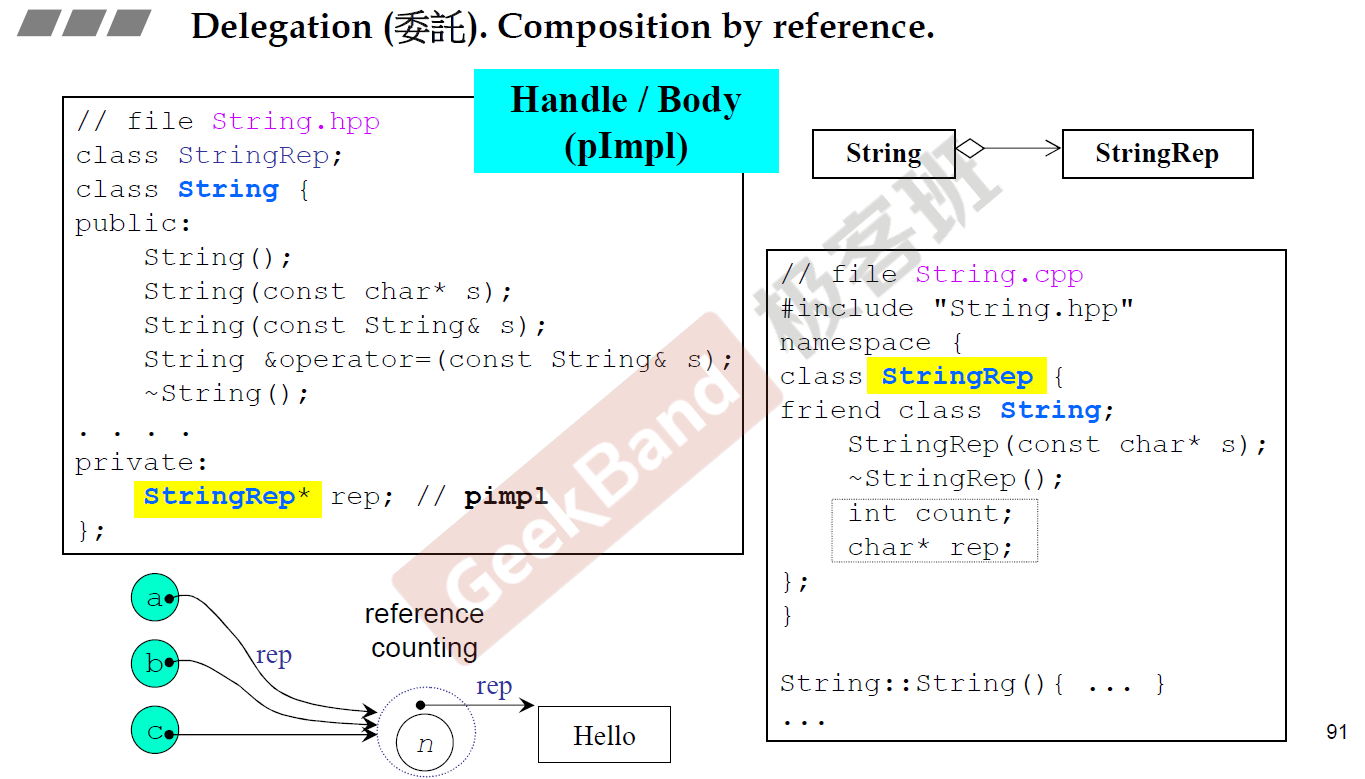 Delegation (委託). Composition by reference.
Handle / Body
(pImpl)
// file String.hpp
class StringRep;
class String {
public:
    String();
    String(const char* s);
    String(const String& s);
    String &operator=(const String& s);
    ~String();
. . . .
private:
    StringRep* rep; // pimpl
};
String
StringRep
// file String.cpp
#include "String.hpp"
namespace {
class StringRep {
friend class String;
    StringRep(const char* s);
    ~StringRep();
    int count;
    char* rep;
};
}
String::String(){ ... }
...
a
b
c
rep
reference
counting
rep
n
Hello
GeekBand 极客班
91